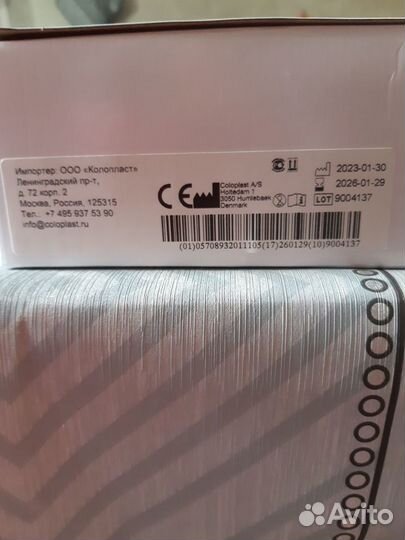 Импортер: ООО «Колопласт»
Ленинградский пр-т,
д. 72 корп. 2
Москва, Россия, 125315
Тел.: +7 495 937 53 90
info@coloplast.ru
CE
Coloplast A/S
Holtedam 1
3050 Humlebaek
Denmark
2023-01-30
2026-01-29
LOT 9004137
(01)05708932011105(17)260129(10)9004137
Avito